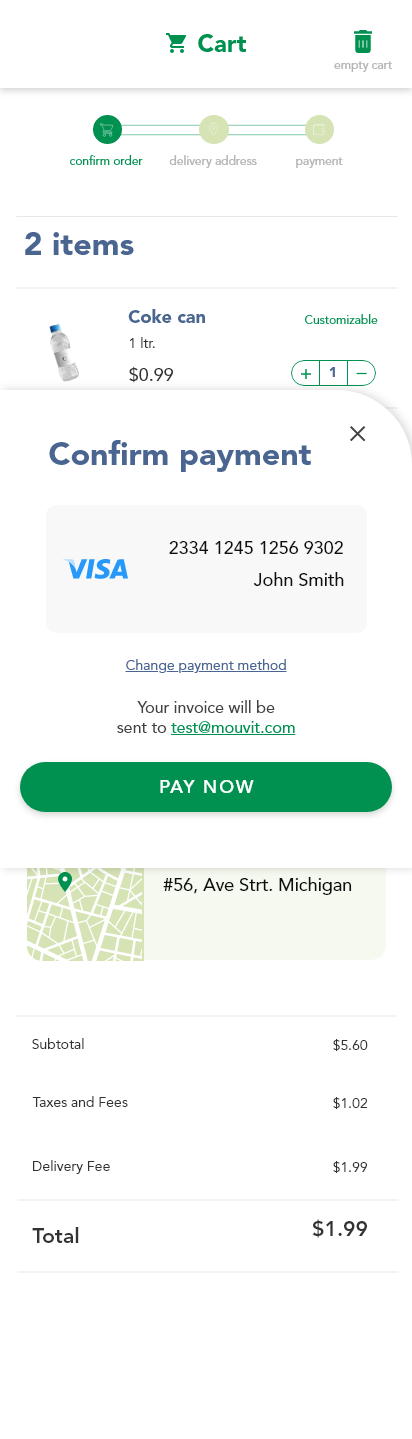 Cart
empty cart
confirm order
delivery address
payment
2 items
Coke can
Customizable
1 ltr.
$0.99
+ 1 −
Confirm payment
VISA
2334 1245 1256 9302
John Smith
Change payment method
Your invoice will be
sent to test@mouvit.com
PAY NOW
#56, Ave Strt. Michigan
Subtotal $5.60
Taxes and Fees $1.02
Delivery Fee $1.99
Total $1.99